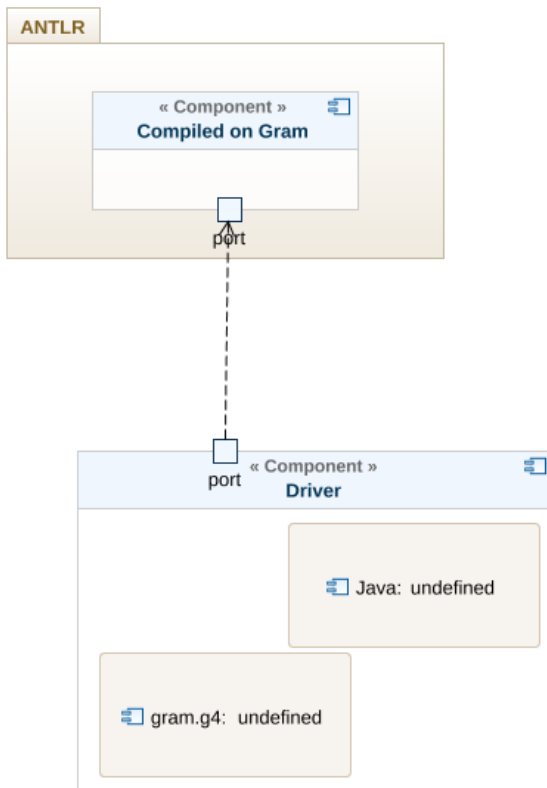 ANTLR
« Component »
Compiled on Gram
port
port
« Component »
Driver
Java: undefined
gram.g4: undefined